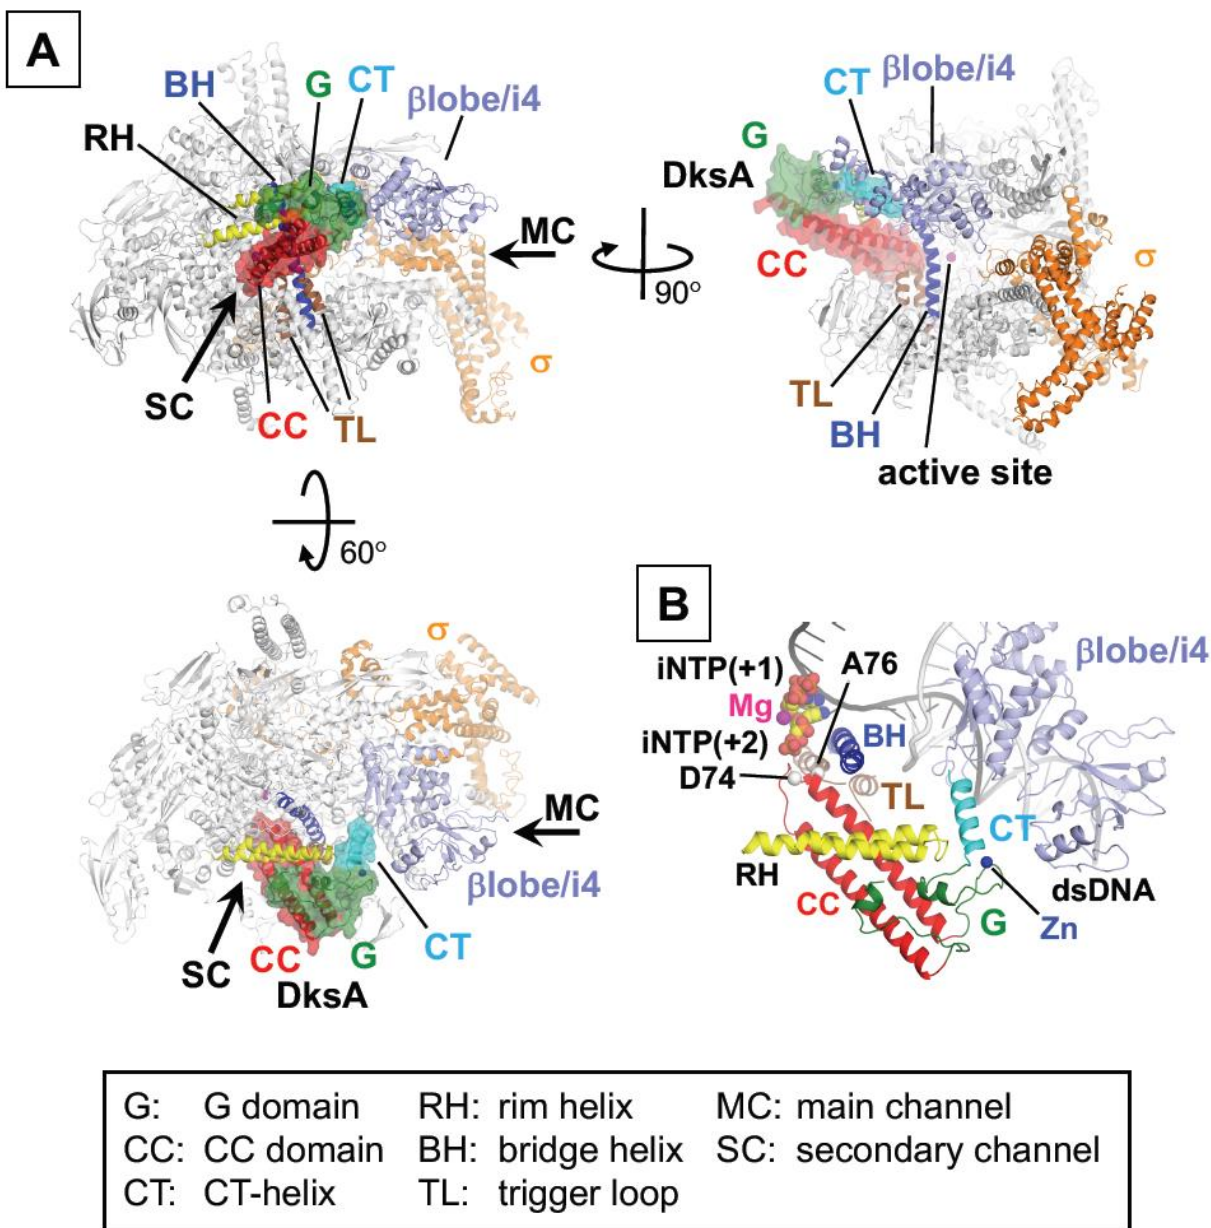 A
BH
G
CT
βlobe/i4
RH
MC
σ
SC
CC
TL
90°
CT
βlobe/i4
G
DksA
CC
σ
TL
BH
active site
60°
σ
MC
βlobe/i4
SC
CC
G
CT
DksA
B
iNTP(+1)
A76
βlobe/i4
Mg
iNTP(+2)
BH
D74
TL
CT
RH
dsDNA
CC
G
Zn
G: G domain RH: rim helix MC: main channel
CC: CC domain BH: bridge helix SC: secondary channel
CT: CT-helix TL: trigger loop